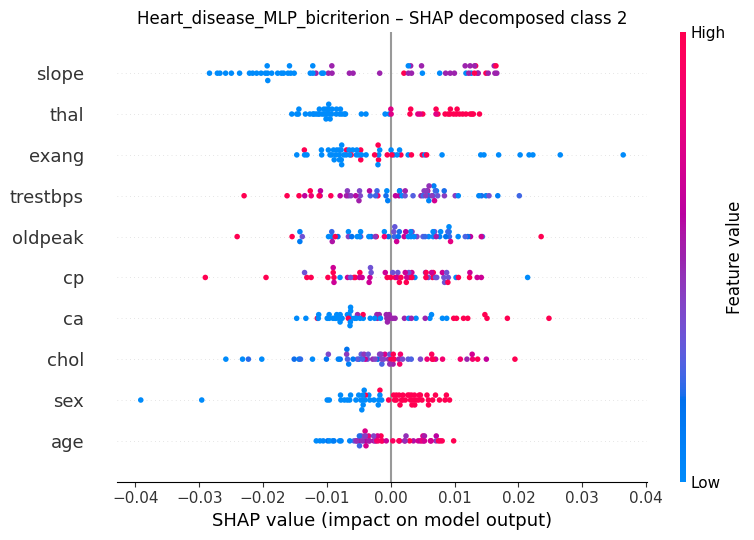 Heart_disease_MLP_bicriterion – SHAP decomposed class 2
High
slope
thal
exang
trestbps
oldpeak
cp
ca
chol
sex
age
Feature value
Low
−0.04 −0.03 −0.02 −0.01 0.00 0.01 0.02 0.03 0.04
SHAP value (impact on model output)